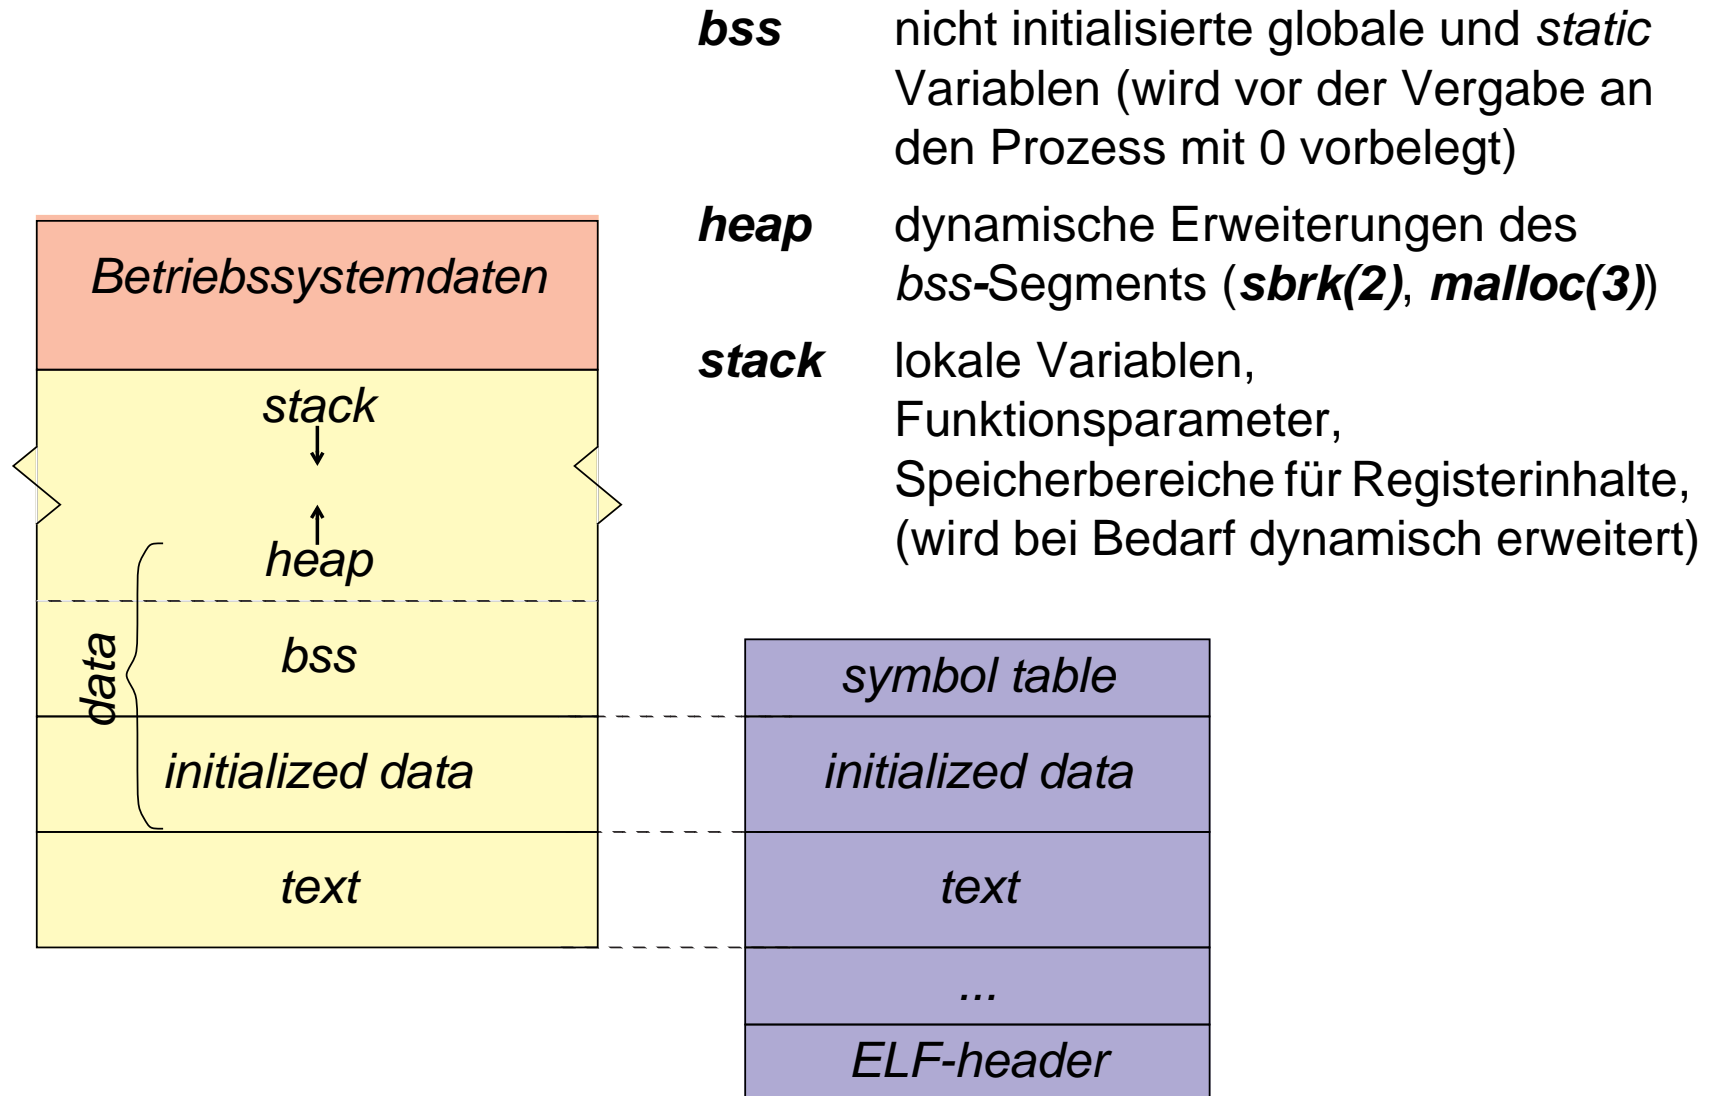 bss nicht initialisierte globale und static
Variablen (wird vor der Vergabe an
den Prozess mit 0 vorbelegt)
heap dynamische Erweiterungen des
bss-Segments (sbrk(2), malloc(3))
stack lokale Variablen,
Funktionsparameter,
Speicherbereiche für Registerinhalte,
(wird bei Bedarf dynamisch erweitert)
Betriebssystemdaten
stack
heap
data
bss
initialized data
text
symbol table
initialized data
text
...
ELF-header